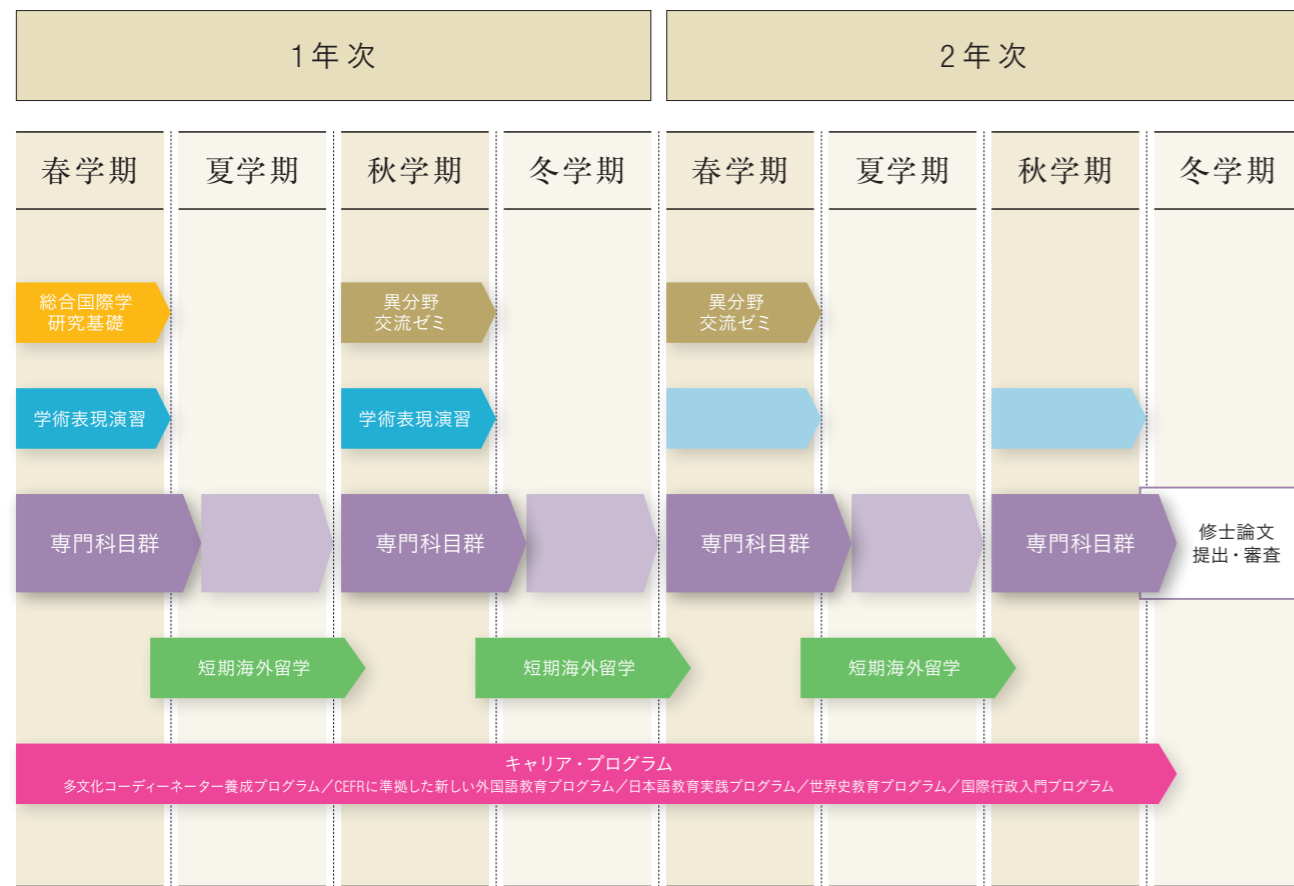 1年次
2年次
春学期
夏学期
秋学期
冬学期
春学期
夏学期
秋学期
冬学期
総合国際学
研究基礎
異分野
交流ゼミ
異分野
交流ゼミ
学術表現演習
学術表現演習
専門科目群
専門科目群
専門科目群
専門科目群
修士論文
提出・審査
短期海外留学
短期海外留学
短期海外留学
キャリア・プログラム
多文化コーディーネーター養成プログラム／CEFRに準拠した新しい外国語教育プログラム／日本語教育実践プログラム／世界史教育プログラム／国際行政入門プログラム